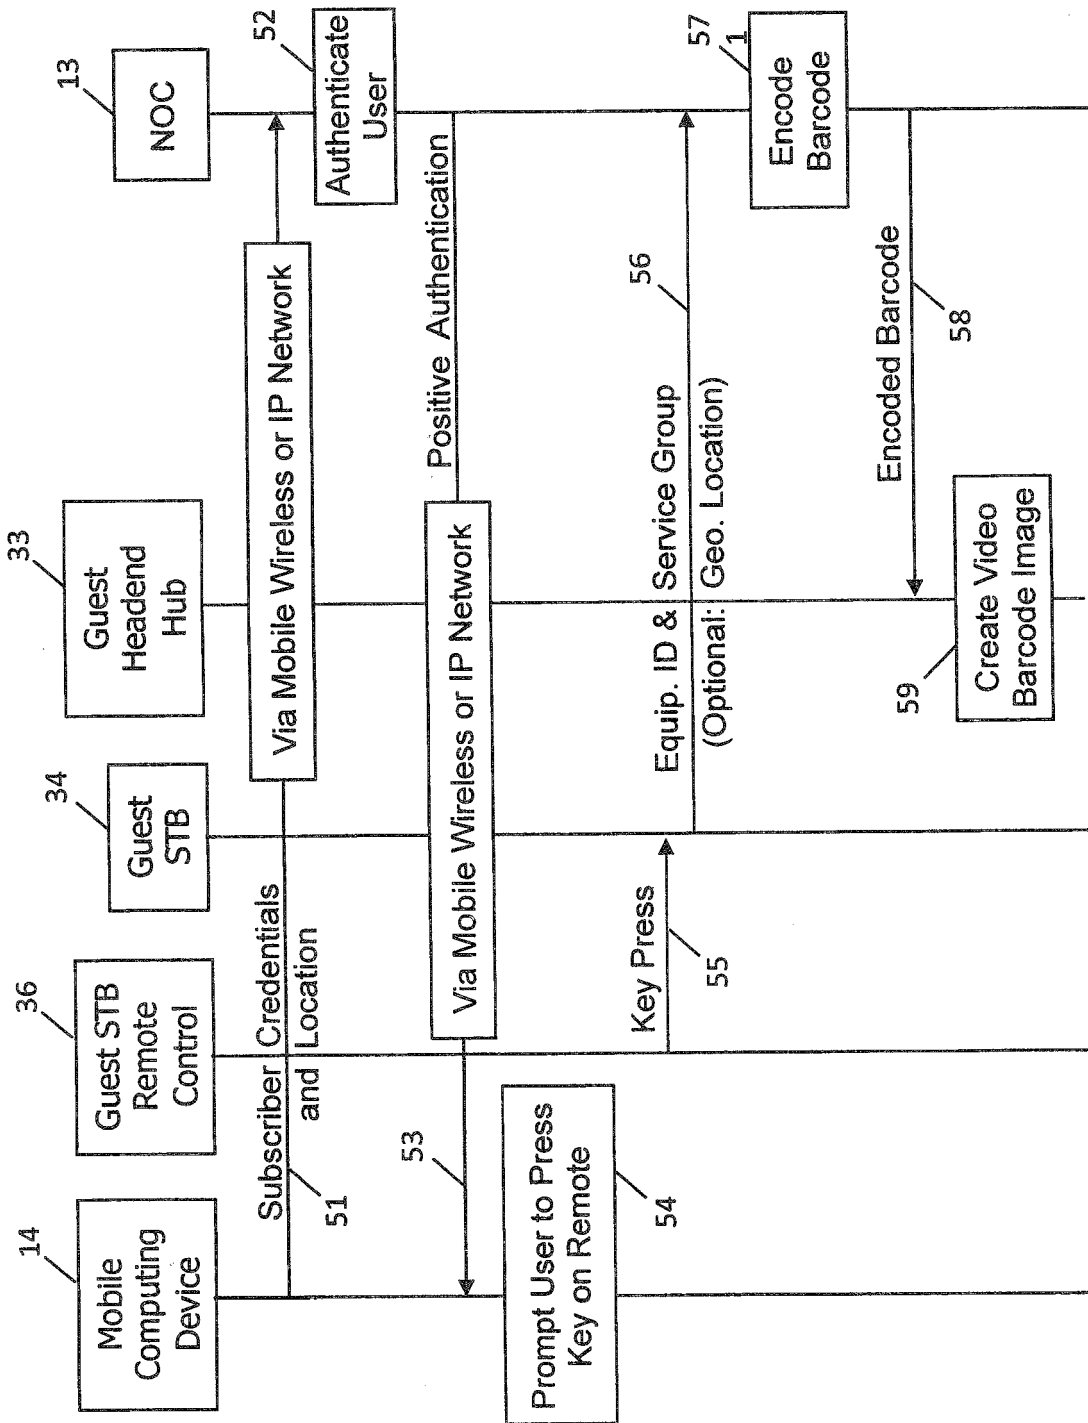 14
Mobile
Computing
Device
36
Guest STB
Remote
Control
34
Guest
STB
33
Guest
Headend
Hub
13
NOC
Subscriber Credentials
and Location
51
Via Mobile Wireless or IP Network
52
Authenticate
User
Positive Authentication
Via Mobile Wireless or IP Network
53
Prompt User to Press
Key on Remote
54
Key Press
55
Equip. ID & Service Group
(Optional: Geo. Location)
56
57
1
Encode
Barcode
Encoded Barcode
58
59
Create Video
Barcode Image